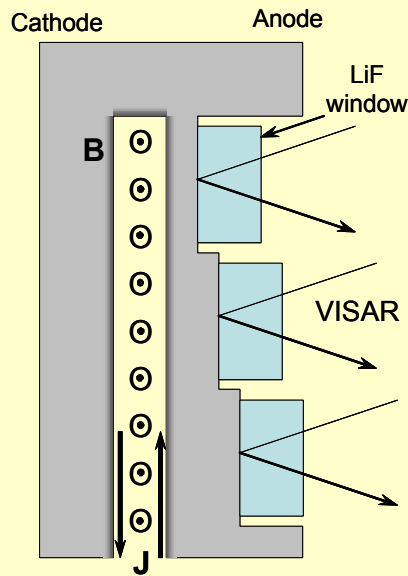 Cathode
Anode
LiF
window
B
VISAR
J